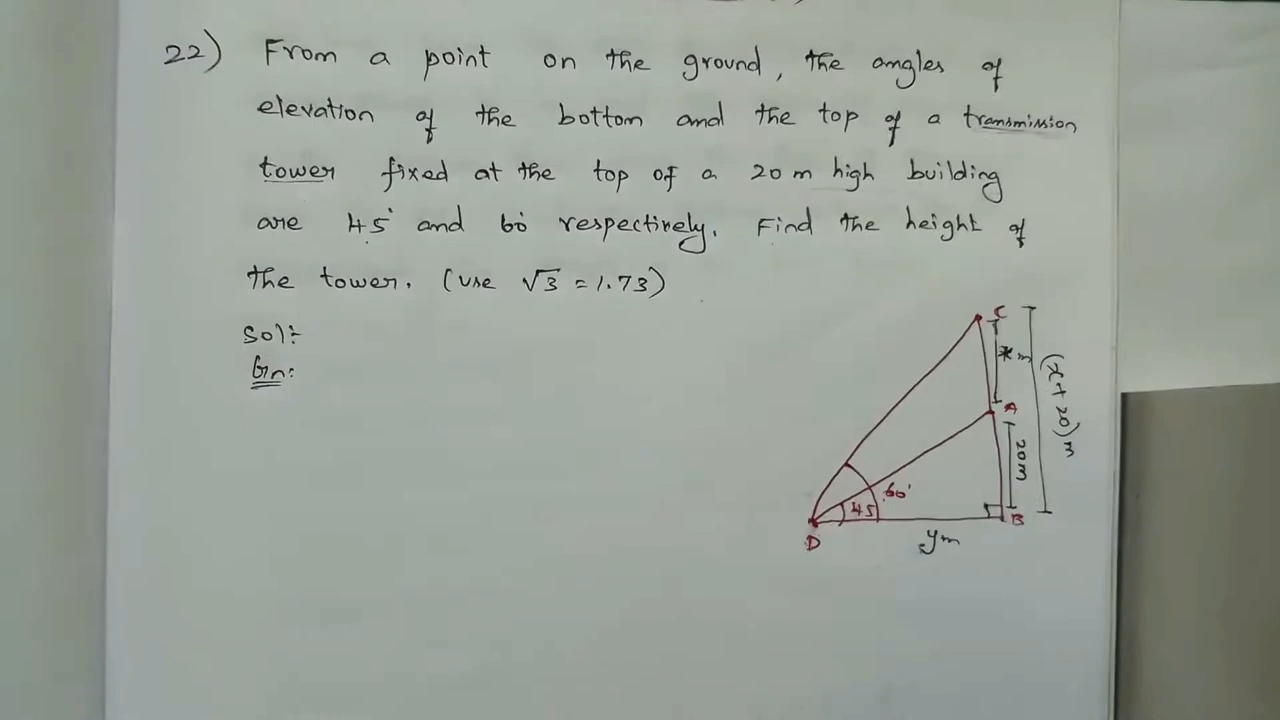 22) From a point on the ground, the angles of
elevation of the bottom and the top of a transmission
tower fixed at the top of a 20 m high building
are 45° and 60° respectively. Find the height of
the tower. (use √3 = 1.73)
Sol:-
Gn:
C
x m
(x + 20) m
A
20m
60°
45
B
D
y m